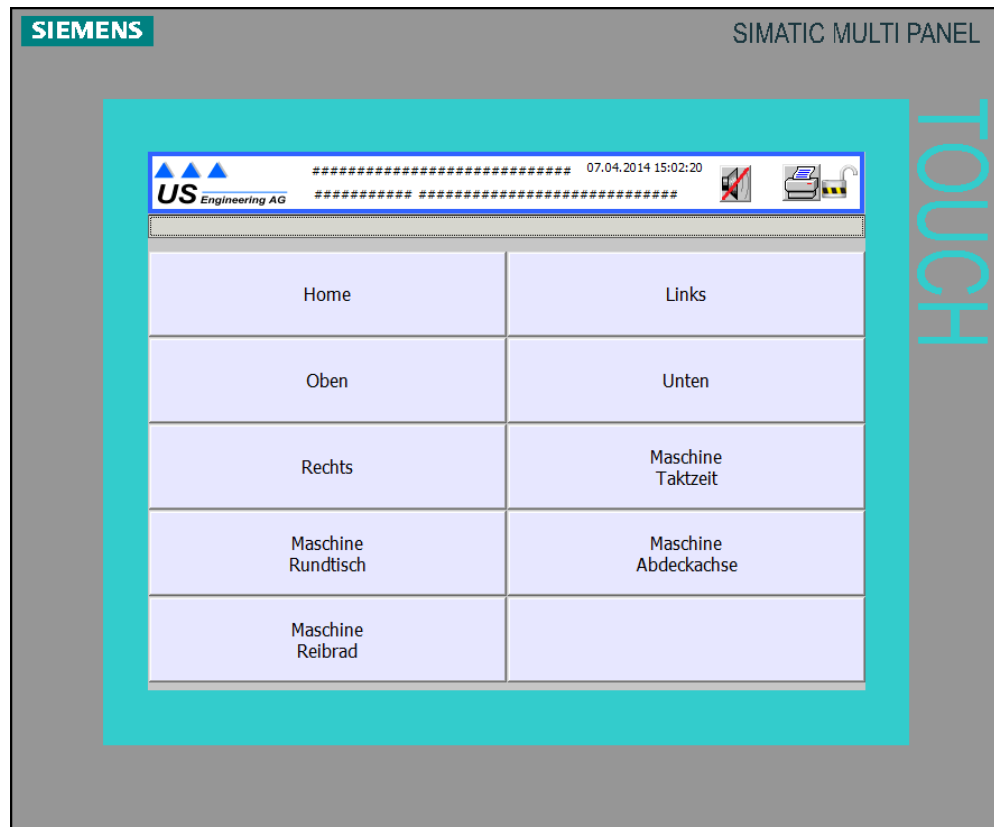 SIEMENS
SIMATIC MULTI PANEL
TOUCH
############################# 07.04.2014 15:02:20
US Engineering AG
########### #############################
Home
Links
Oben
Unten
Rechts
Maschine
Taktzeit
Maschine
Rundtisch
Maschine
Abdeckachse
Maschine
Reibrad